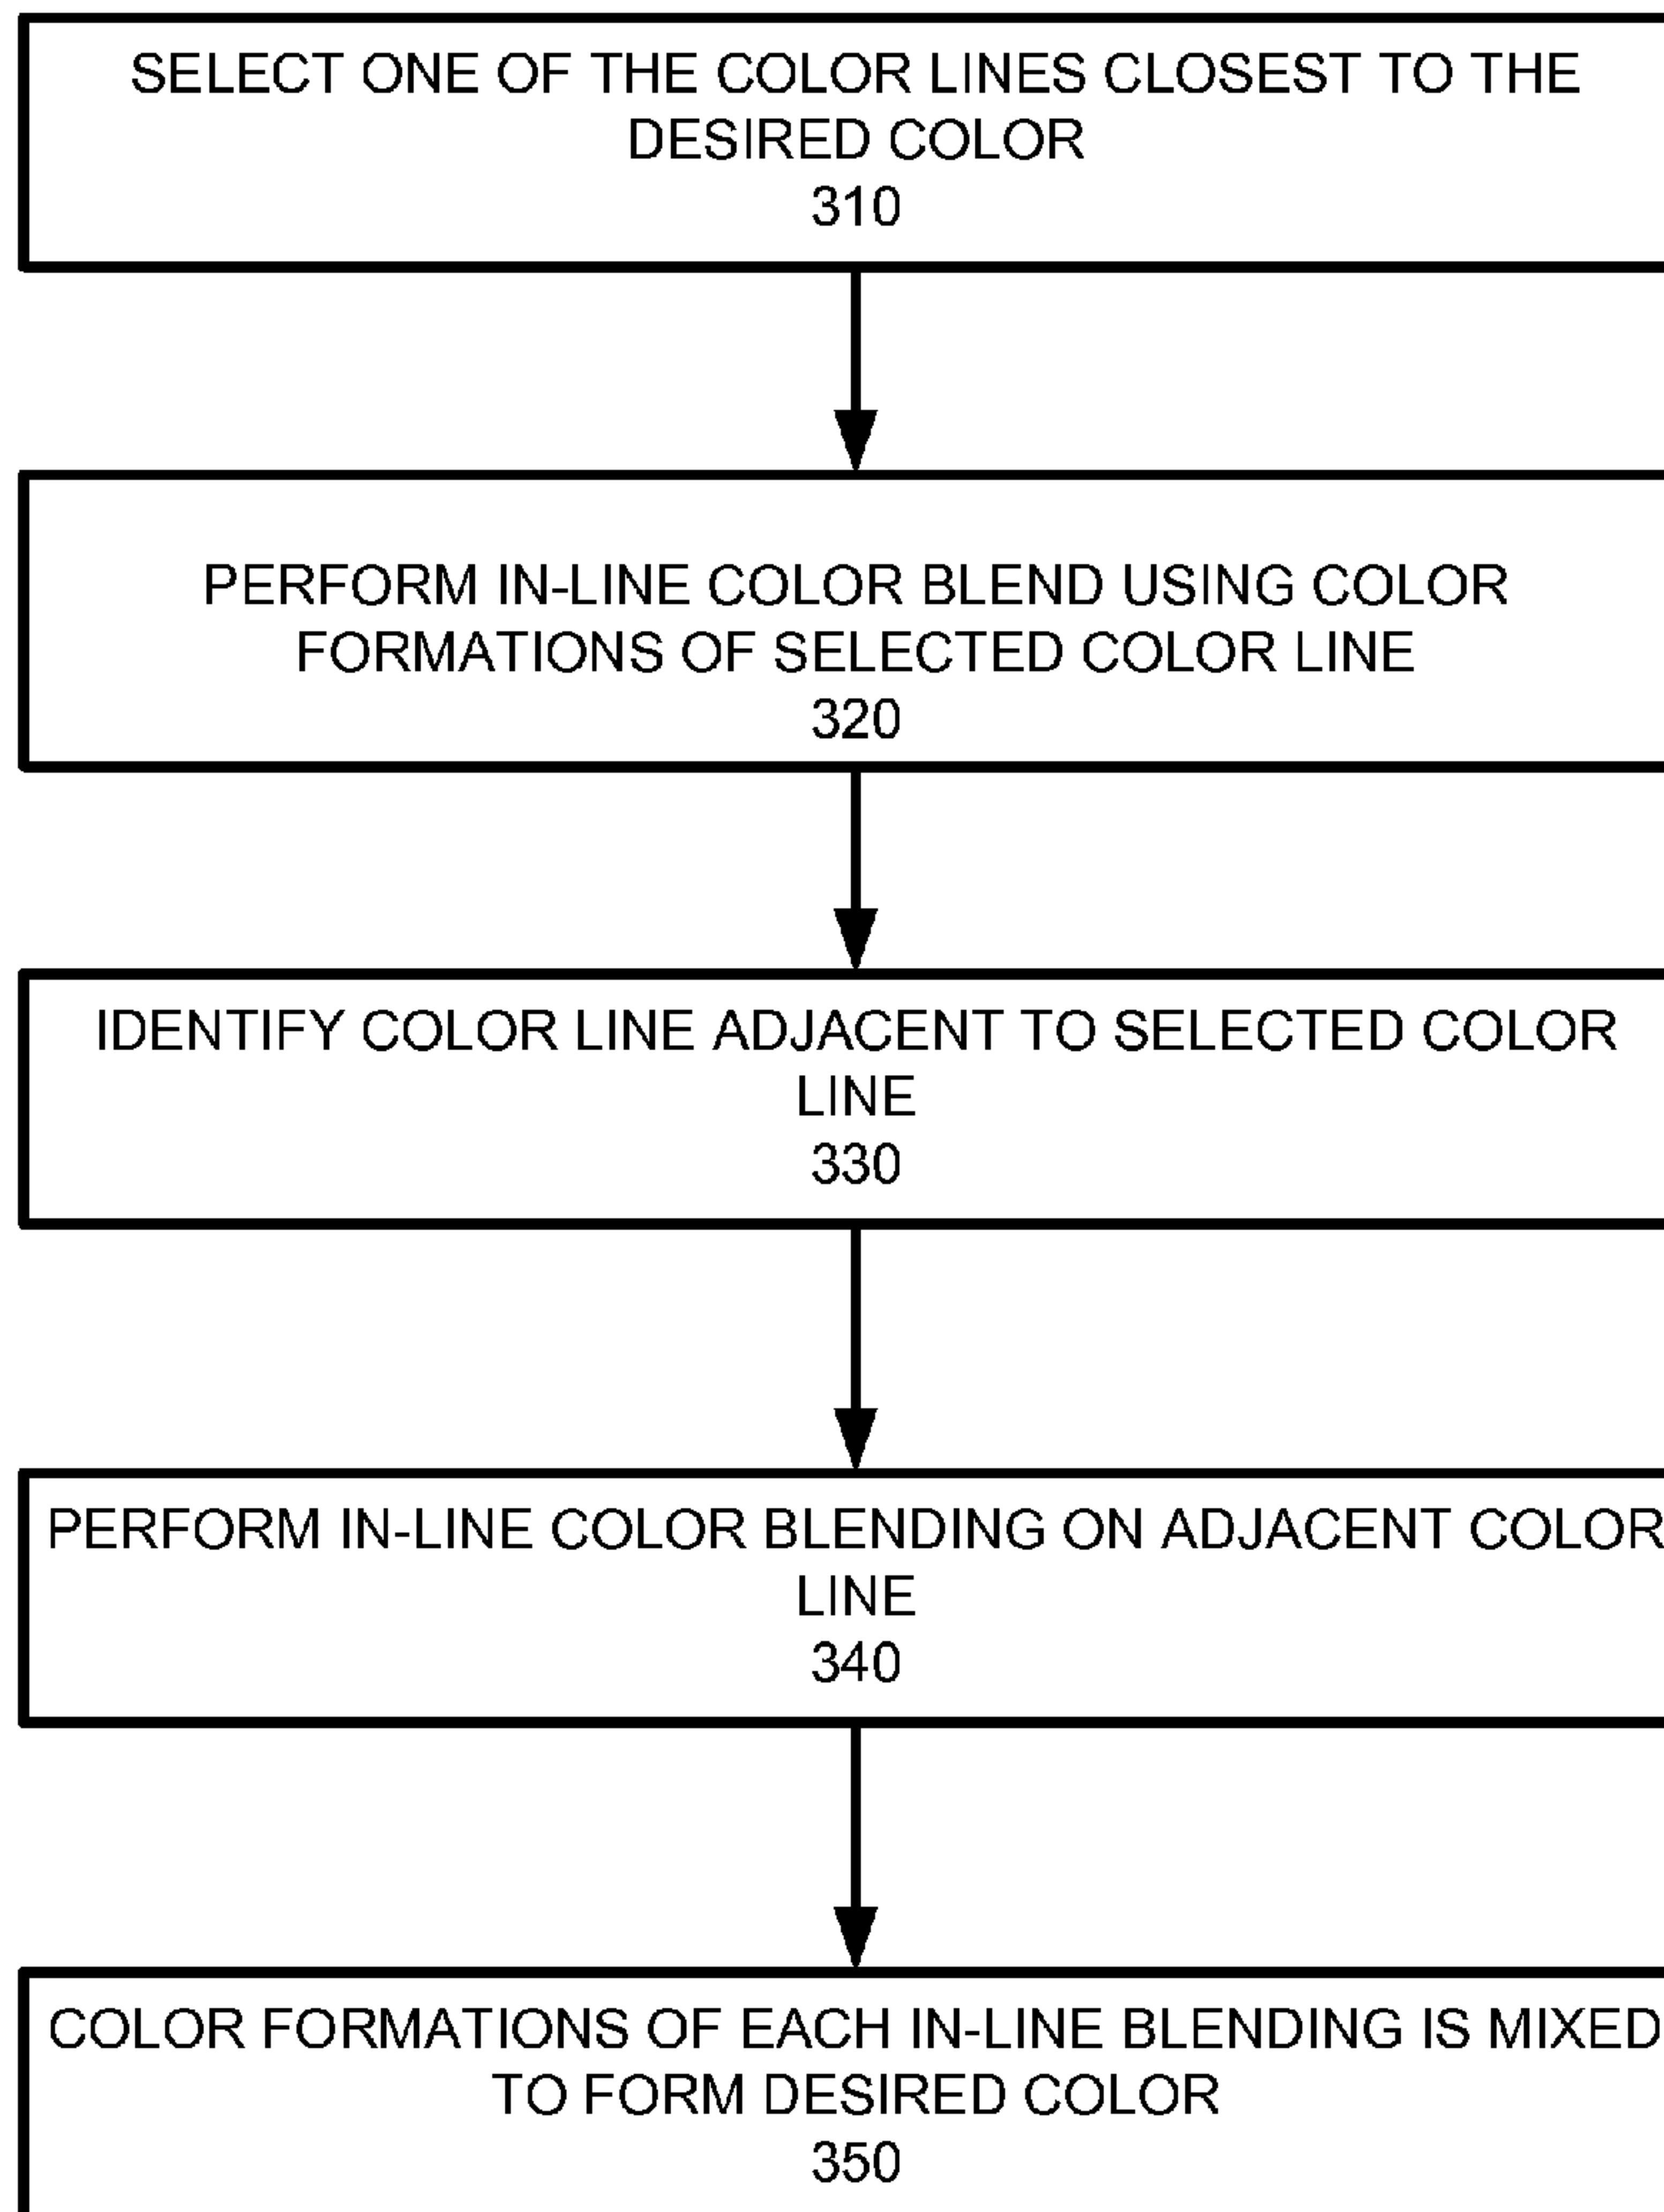 SELECT ONE OF THE COLOR LINES CLOSEST TO THE
DESIRED COLOR
310
PERFORM IN-LINE COLOR BLEND USING COLOR
FORMATIONS OF SELECTED COLOR LINE
320
IDENTIFY COLOR LINE ADJACENT TO SELECTED COLOR
LINE
330
PERFORM IN-LINE COLOR BLENDING ON ADJACENT COLOR
LINE
340
COLOR FORMATIONS OF EACH IN-LINE BLENDING IS MIXED
TO FORM DESIRED COLOR
350